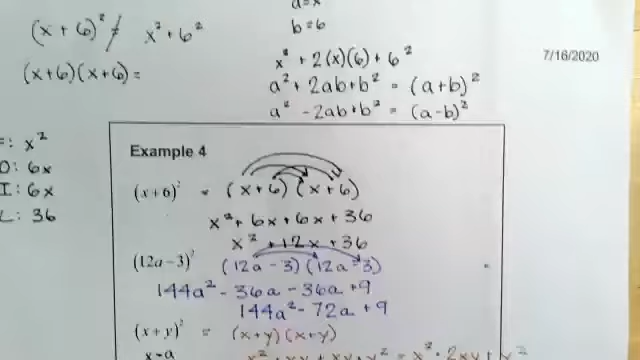 a = x
b = 6
(x + 6)² ≠ x² + 6²
x² + 2(x)(6) + 6²
7/16/2020
(x+6)(x+6) =
a² + 2ab + b² = (a+b)²
a² - 2ab + b² = (a-b)²
F: x²
O: 6x
I: 6x
L: 36
Example 4
(x+6)² = (x+6)(x+6)
x² + 6x + 6x + 36
x² + 12x + 36
(12a-3)² (12a-3)(12a-3)
144a² - 36a - 36a + 9
144a² - 72a + 9
(x+y)² = (x+y)(x+y)
x=a x² + xy + xy + y² = x² + 2xy + y²